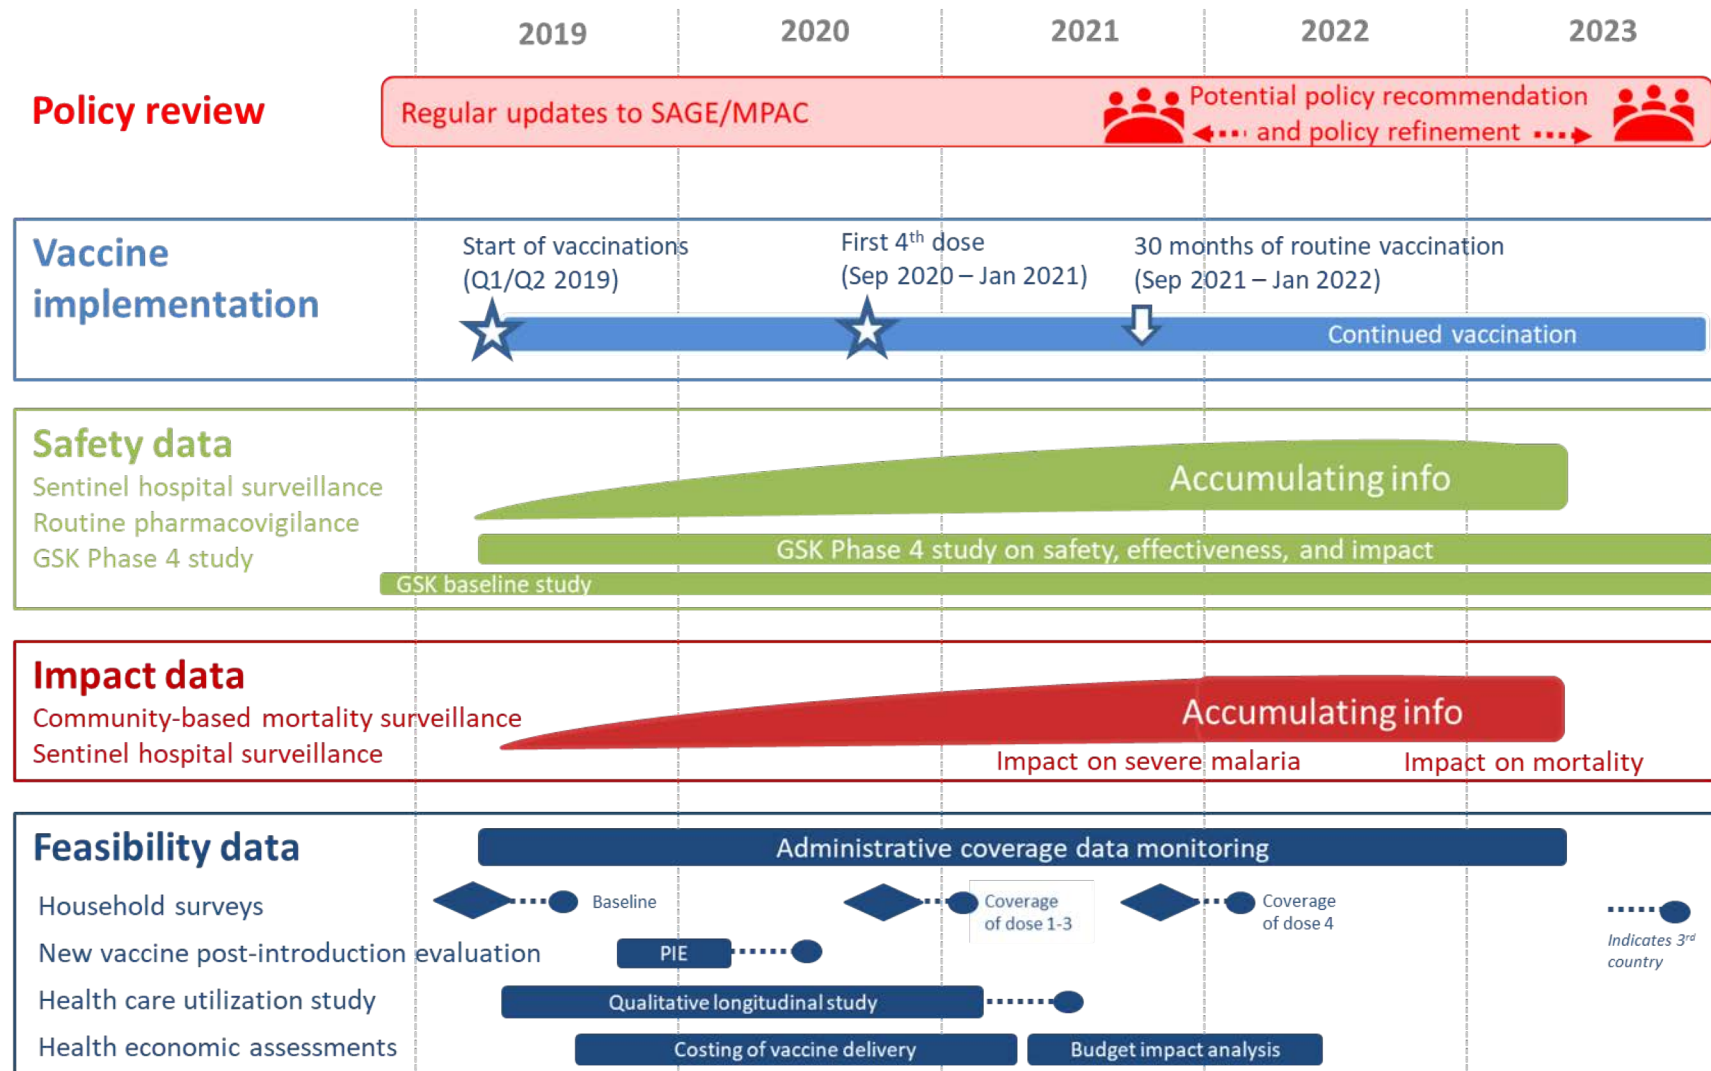 2019 2020 2021 2022 2023
Policy review
Regular updates to SAGE/MPAC
Potential policy recommendation
and policy refinement
Vaccine
implementation
Start of vaccinations
(Q1/Q2 2019)
First 4th dose
(Sep 2020 – Jan 2021)
30 months of routine vaccination
(Sep 2021 – Jan 2022)
Continued vaccination
Safety data
Sentinel hospital surveillance
Routine pharmacovigilance
GSK Phase 4 study
Accumulating info
GSK Phase 4 study on safety, effectiveness, and impact
GSK baseline study
Impact data
Community-based mortality surveillance
Sentinel hospital surveillance
Accumulating info
Impact on severe malaria
Impact on mortality
Feasibility data
Administrative coverage data monitoring
Household surveys
Baseline
Coverage
of dose 1-3
Coverage
of dose 4
Indicates 3rd
country
New vaccine post-introduction evaluation
PIE
Health care utilization study
Qualitative longitudinal study
Health economic assessments
Costing of vaccine delivery
Budget impact analysis